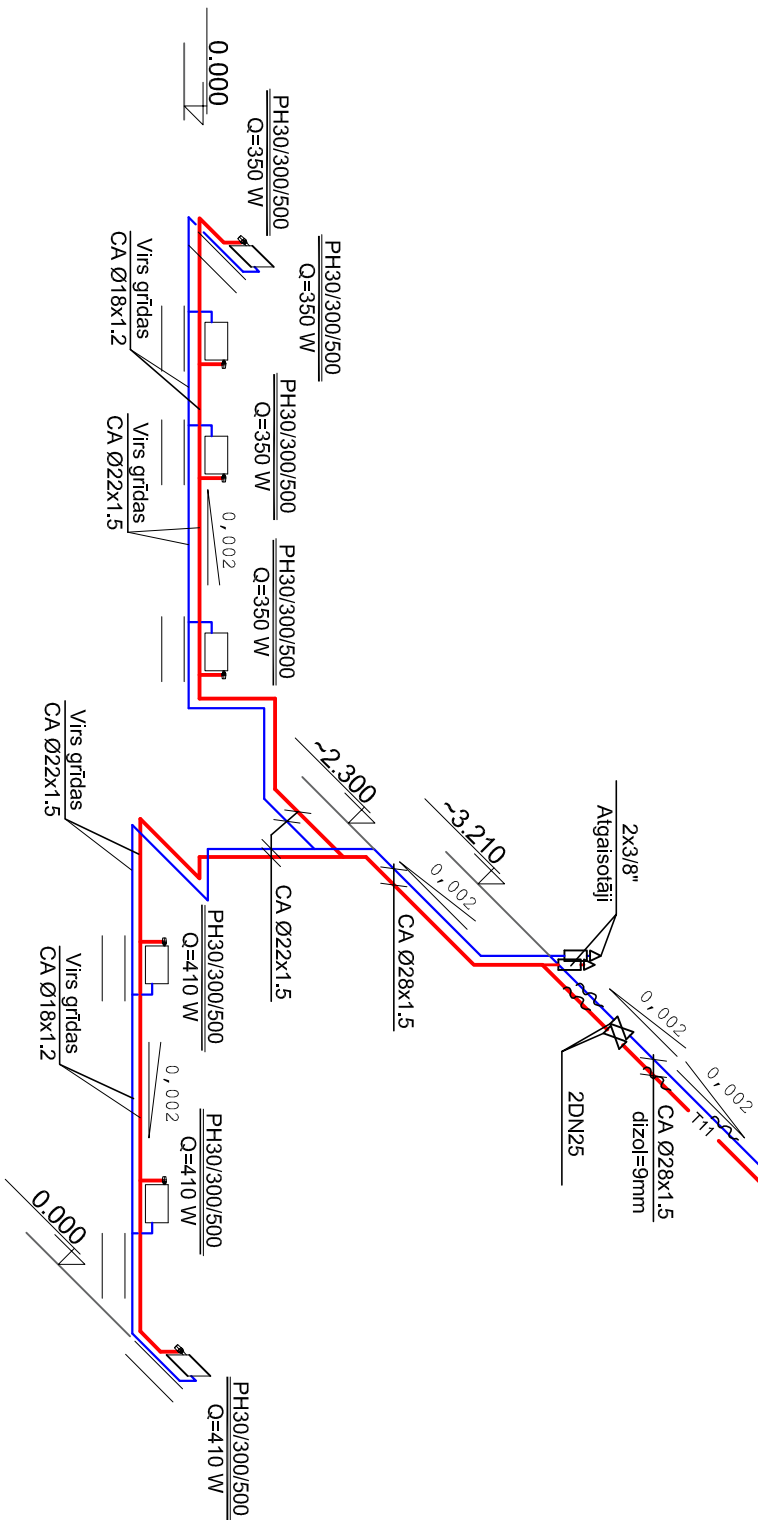 0.000
PH30/300/500
Q=350 W
PH30/300/500
Q=350 W
PH30/300/500
Q=350 W
PH30/300/500
Q=350 W
Virs grīdas
CA Ø18x1.2
Virs grīdas
CA Ø22x1.5
0,002
~2.300
~3.210
2x3/8"
Atgaisotāji
0,002
CA Ø22x1.5
CA Ø28x1.5
0,002
0,002
2DN25
CA Ø28x1.5
dizol=9mm
T11
Virs grīdas
CA Ø22x1.5
PH30/300/500
Q=410 W
Virs grīdas
CA Ø18x1.2
0,002
PH30/300/500
Q=410 W
0.000
PH30/300/500
Q=410 W